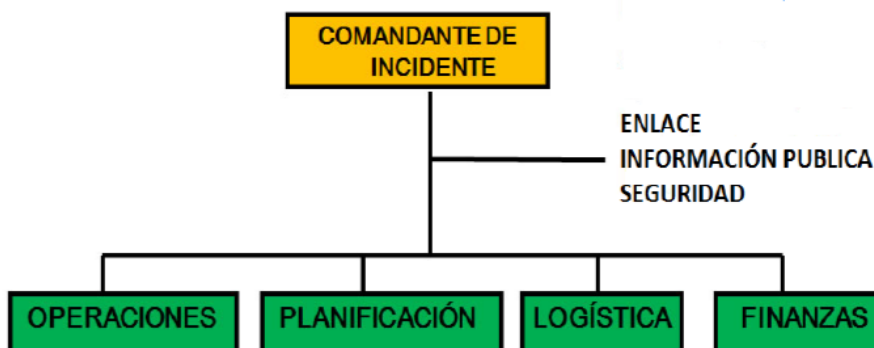 COMANDANTE DE
INCIDENTE
ENLACE
INFORMACIÓN PUBLICA
SEGURIDAD
OPERACIONES
PLANIFICACIÓN
LOGÍSTICA
FINANZAS